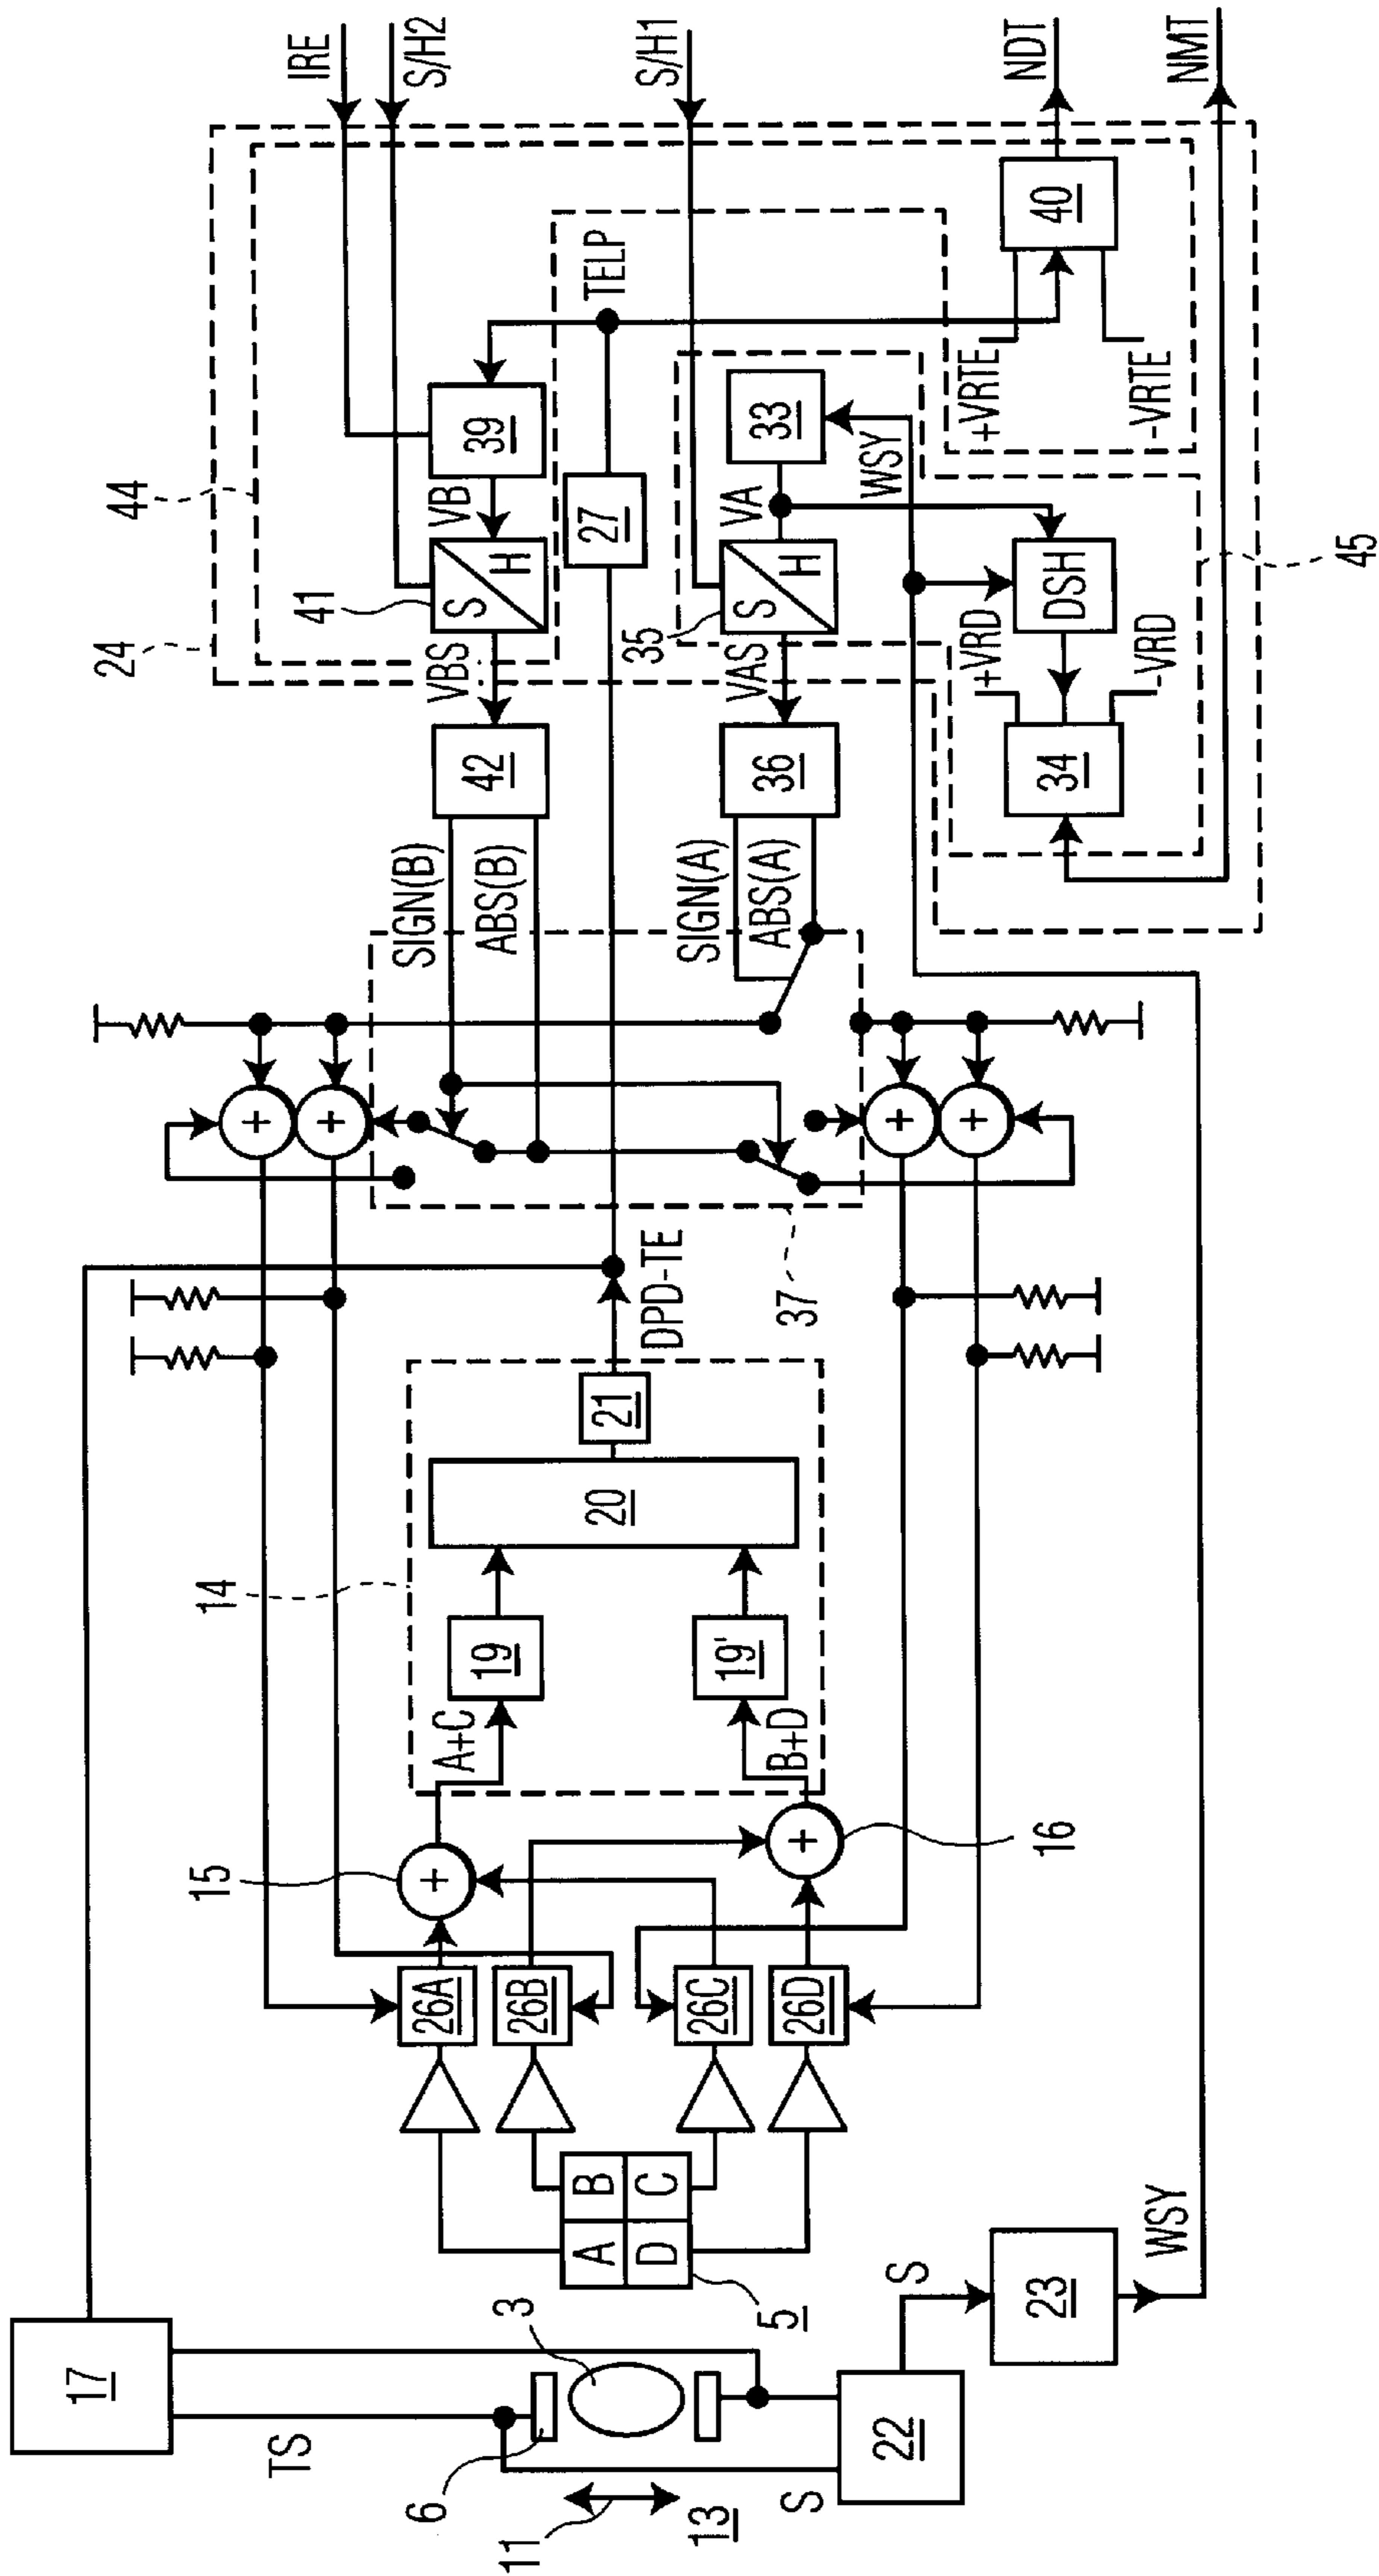 17
TS
6
3
11
13
S
22
S
23
WSY
5
A
B
D
C
26A
26B
26C
26D
15
16
A+C
B+D
14
19
19'
20
21
DPD-TE
37
SIGN(B)
ABS(B)
SIGN(A)
ABS(A)
42
36
VBS
VAS
24
44
41
S
H
35
S
H
VB
VA
39
27
33
TELP
WSY
34
+VRD
-VRD
DSH
45
+VRTE
-VRTE
40
IRE
S/H2
S/H1
NDT
NMT